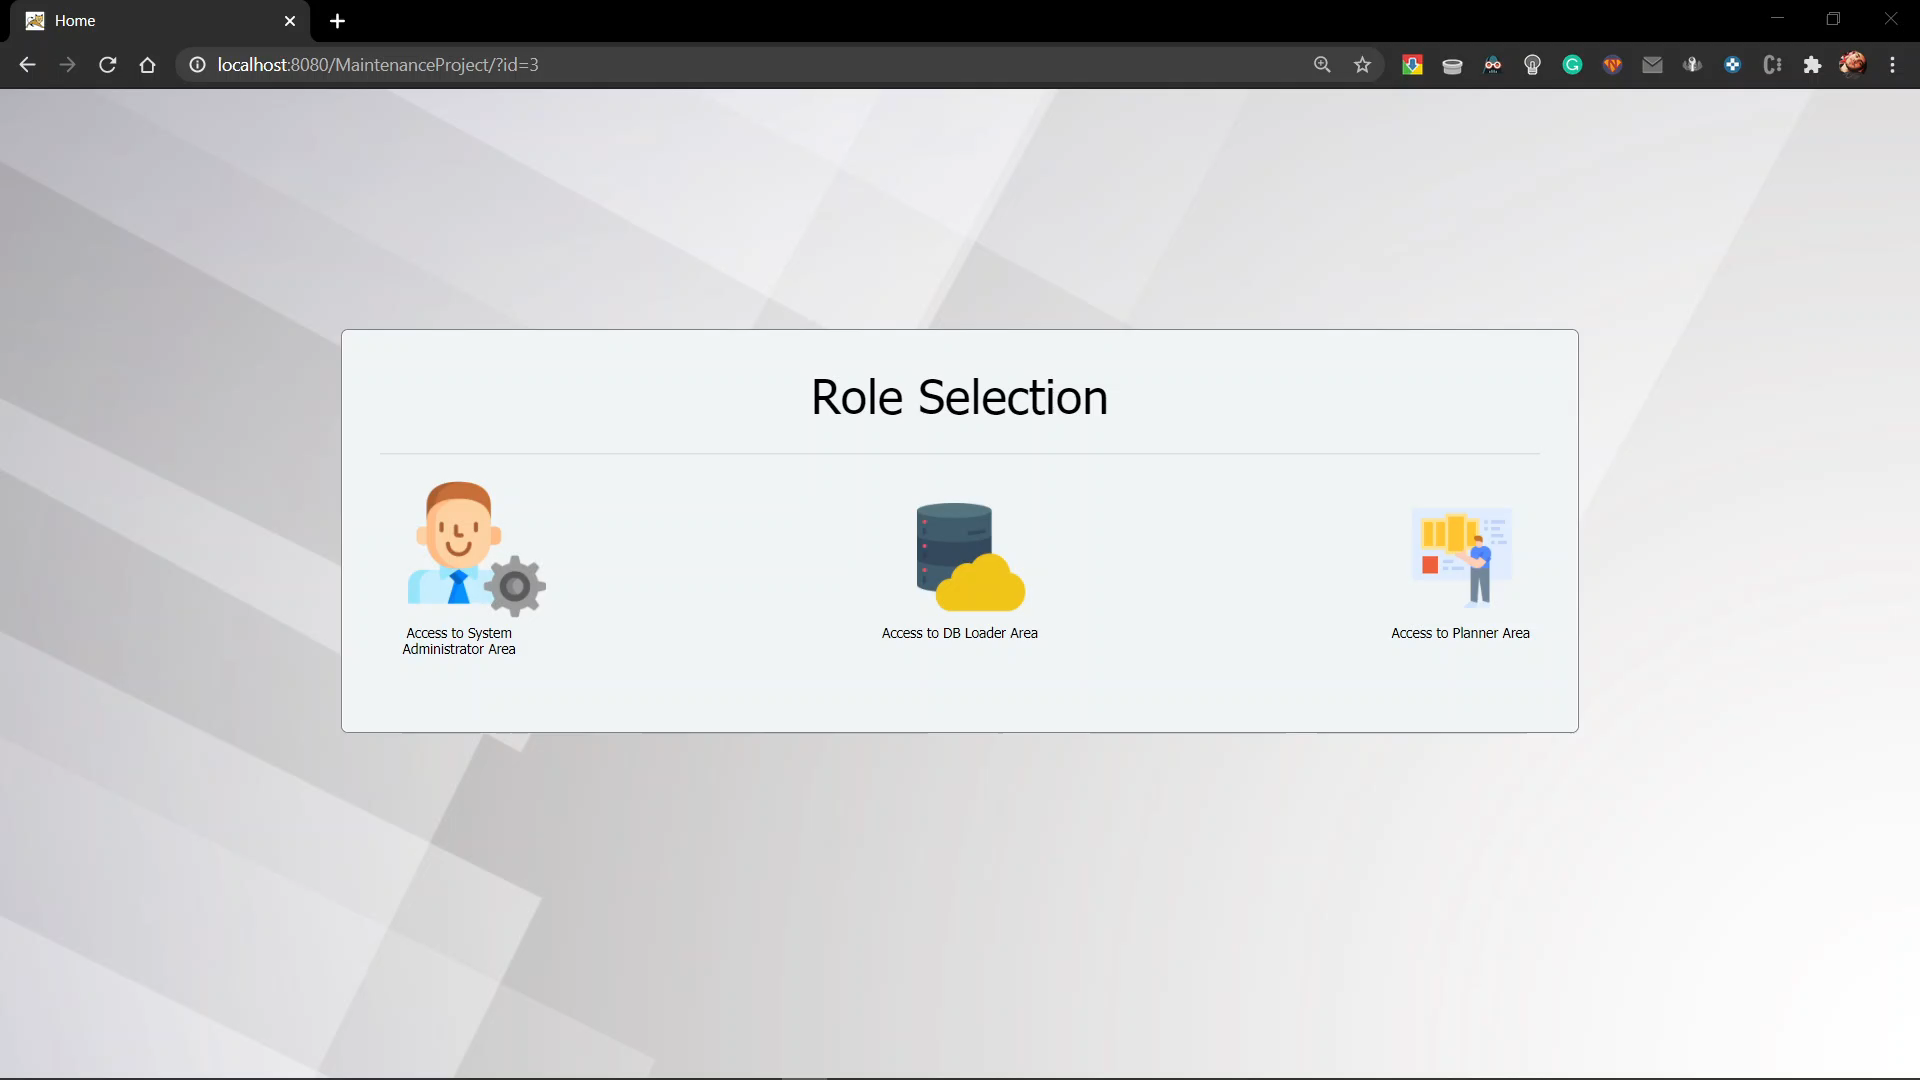 Home
localhost:8080/MaintenanceProject/?id=3
Role Selection
Access to System
Administrator Area
Access to DB Loader Area
Access to Planner Area